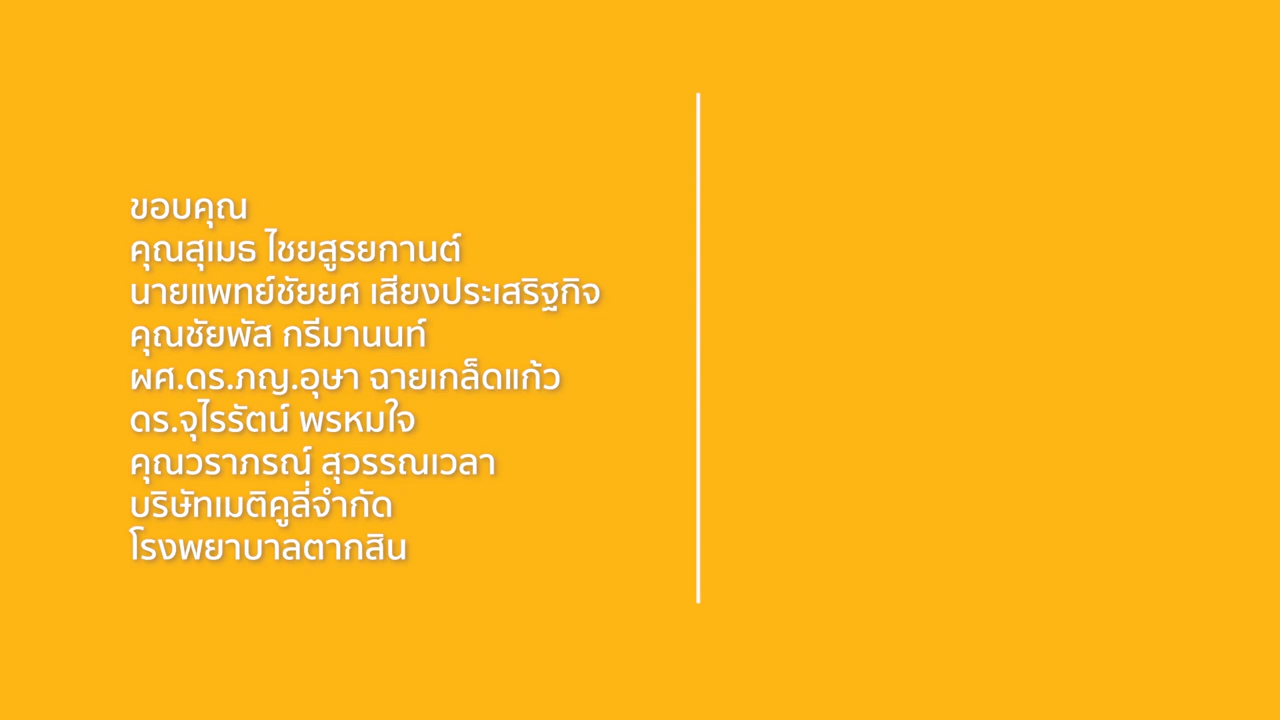 ขอบคุณ
คุณสุเมธ ไชยสูรยกานต์
นายแพทย์ชัยยศ เสียงประเสริฐกิจ
คุณชัยพัส กรีมานนท์
ผศ.ดร.ภญ.อุษา ฉายเกล็ดแก้ว
ดร.จุไรรัตน์ พรหมใจ
คุณวราภรณ์ สุวรรณเวลา
บริษัทเมติคูลี่จำกัด
โรงพยาบาลตากสิน